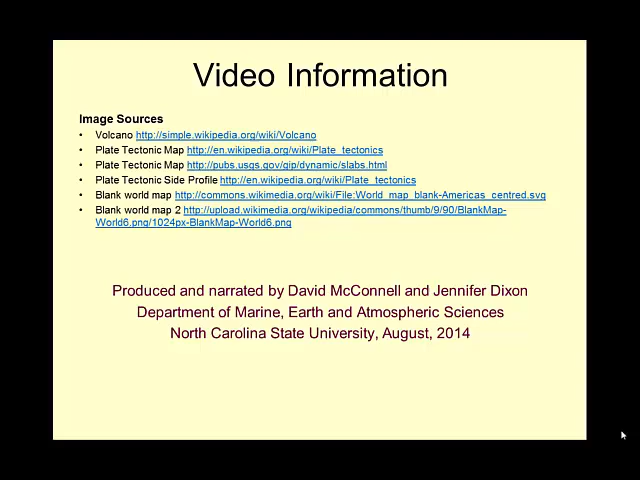 Video Information
Image Sources
• Volcano http://simple.wikipedia.org/wiki/Volcano
• Plate Tectonic Map http://en.wikipedia.org/wiki/Plate_tectonics
• Plate Tectonic Map http://pubs.usgs.gov/gip/dynamic/slabs.html
• Plate Tectonic Side Profile http://en.wikipedia.org/wiki/Plate_tectonics
• Blank world map http://commons.wikimedia.org/wiki/File:World_map_blank-Americas_centred.svg
• Blank world map 2 http://upload.wikimedia.org/wikipedia/commons/thumb/9/90/BlankMap-
World6.png/1024px-BlankMap-World6.png
Produced and narrated by David McConnell and Jennifer Dixon
Department of Marine, Earth and Atmospheric Sciences
North Carolina State University, August, 2014